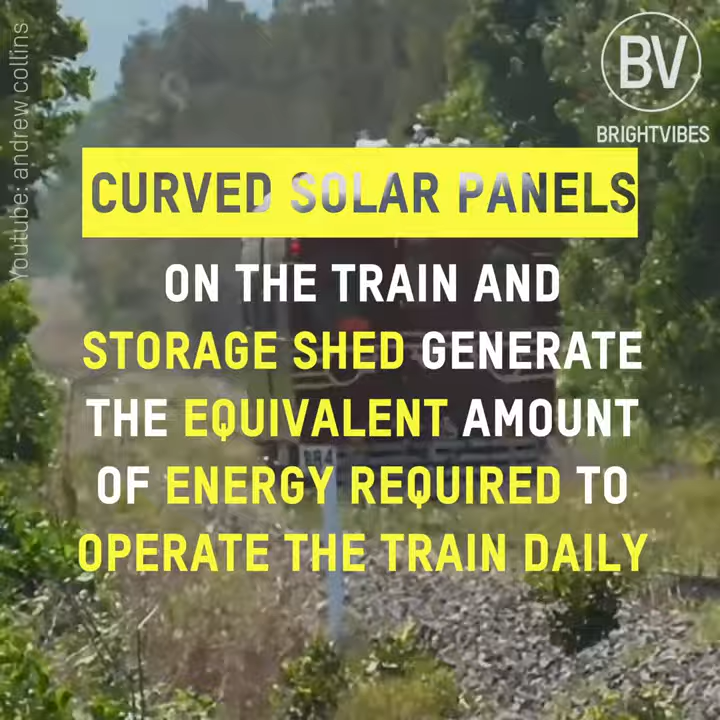 Youtube: andrew collins
BV
BRIGHTVIBES
CURVED SOLAR PANELS
ON THE TRAIN AND
STORAGE SHED GENERATE
THE EQUIVALENT AMOUNT
OF ENERGY REQUIRED TO
OPERATE THE TRAIN DAILY